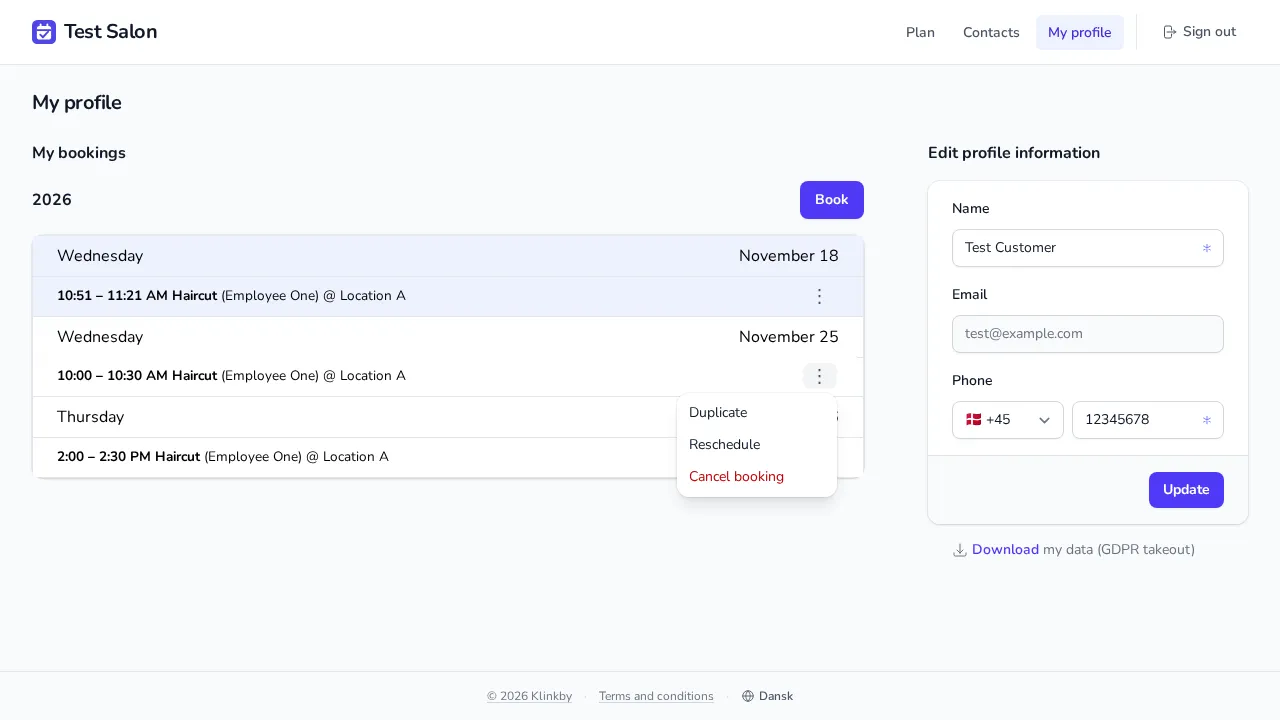 Test Salon
Plan
Contacts
My profile
Sign out
My profile
My bookings
2026
Book
Wednesday November 18
10:51 – 11:21 AM Haircut (Employee One) @ Location A
Wednesday November 25
10:00 – 10:30 AM Haircut (Employee One) @ Location A
Thursday
2:00 – 2:30 PM Haircut (Employee One) @ Location A
Duplicate
Reschedule
Cancel booking
Edit profile information
Name
Test Customer *
Email
test@example.com
Phone
🇩🇰 +45
12345678 *
Update
Download my data (GDPR takeout)
© 2026 Klinkby · Terms and conditions · Dansk